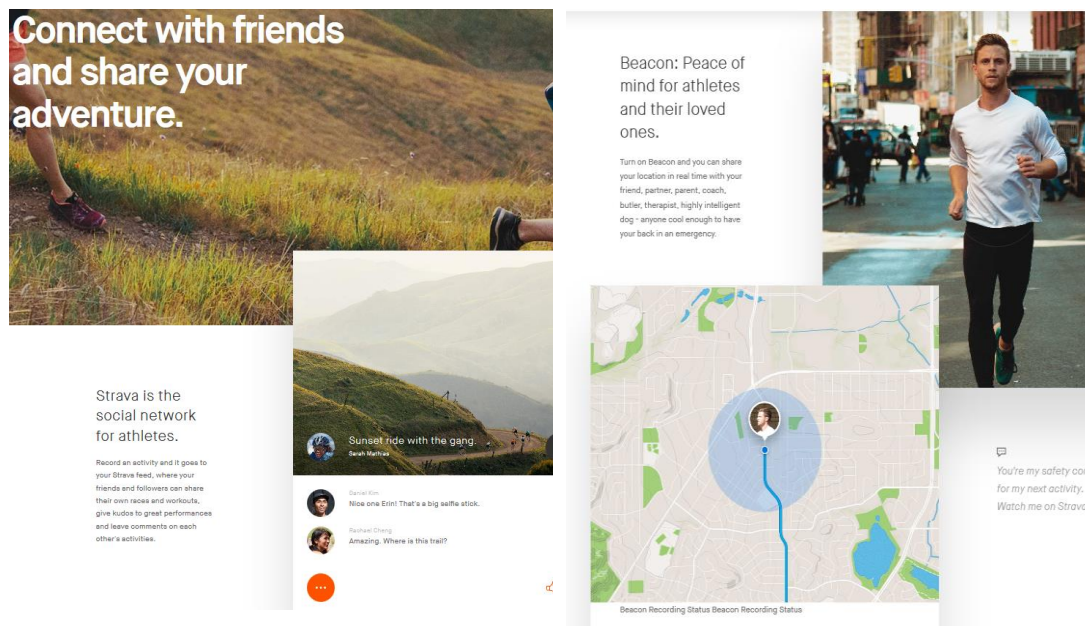 Connect with friends
and share your
adventure.
Strava is the
social network
for athletes.
Record an activity and it goes to
your Strava feed, where your
friends and followers can share
their own races and workouts,
give kudos to great performances
and leave comments on each
other's activities.
Sunset ride with the gang.
Sarah Mathias
Daniel Kim
Nice one Erin! That's a big selfie stick.
Rachael Cheng
Amazing. Where is this trail?
Beacon: Peace of
mind for athletes
and their loved
ones.
Turn on Beacon and you can share
your location in real time with your
friend, partner, parent, coach,
butler, therapist, highly intelligent
dog - anyone cool enough to have
your back in an emergency.
You're my safety
for my next activity.
Watch me on Strava
Beacon Recording Status Beacon Recording Status